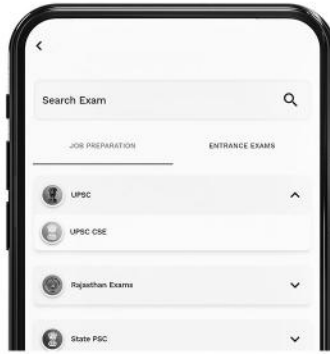 Search Exam
JOB PREPARATION ENTRANCE EXAMS
UPSC
UPSC CSE
Rajasthan Exams
State PSC